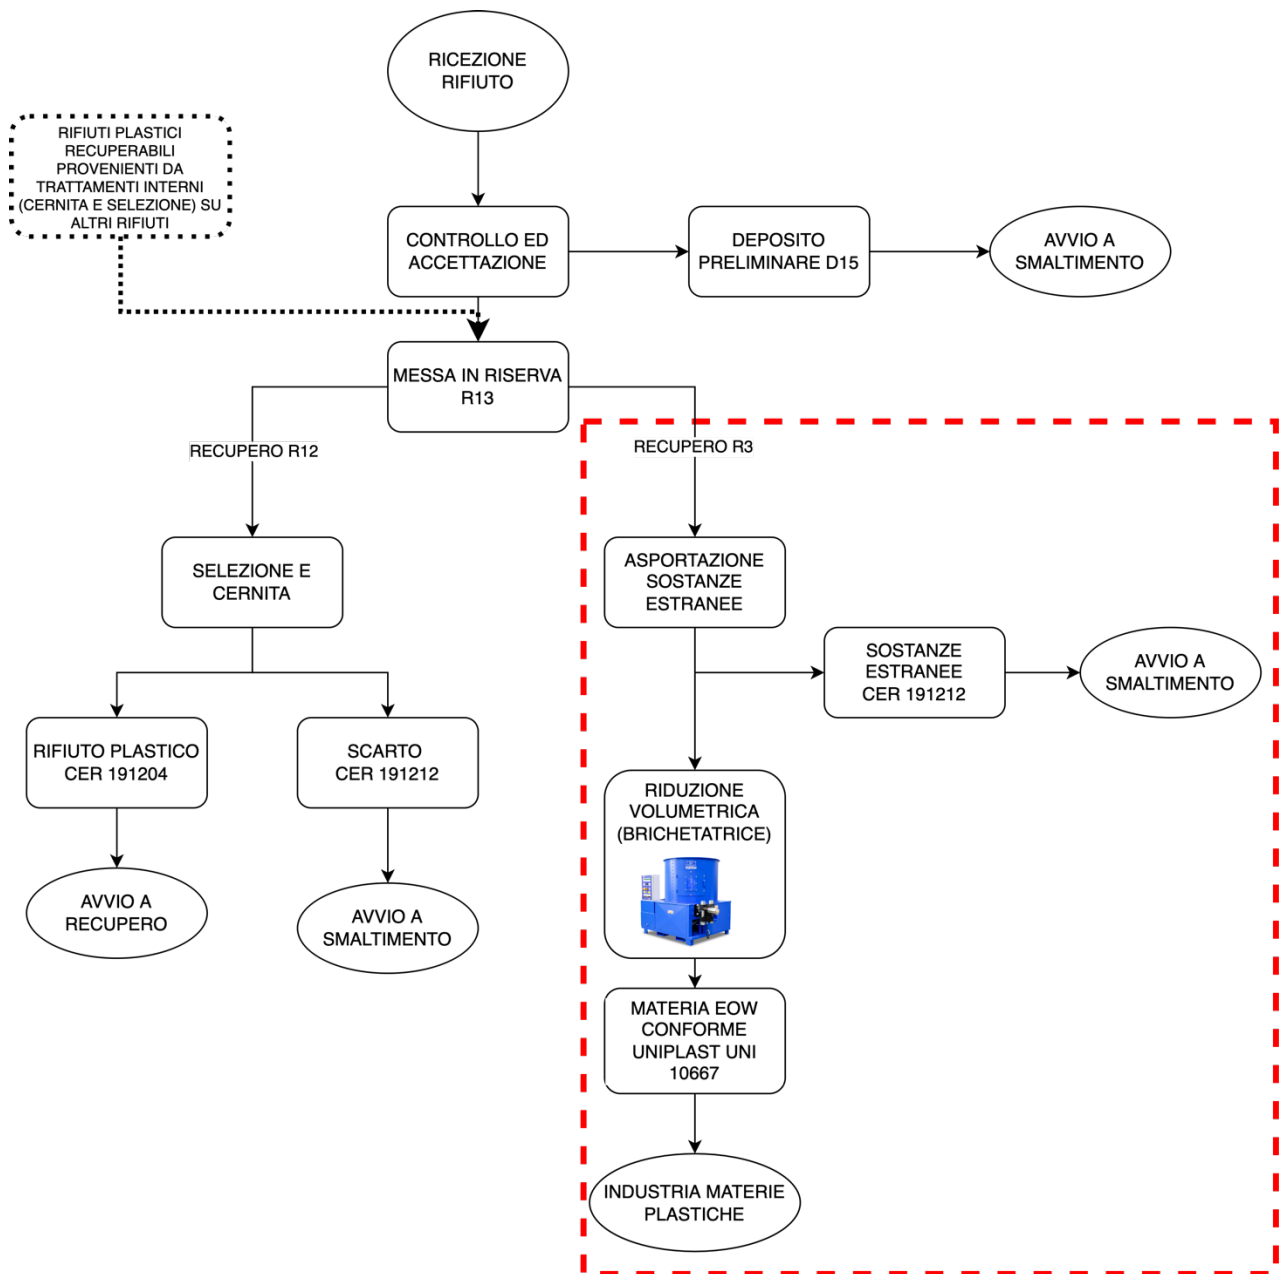 RICEZIONE
RIFIUTO
RIFIUTI PLASTICI
RECUPERABILI
PROVENIENTI DA
TRATTAMENTI INTERNI
(CERNITA E SELEZIONE) SU
ALTRI RIFIUTI
CONTROLLO ED
ACCETTAZIONE
DEPOSITO
PRELIMINARE D15
AVVIO A
SMALTIMENTO
MESSA IN RISERVA
R13
RECUPERO R12
RECUPERO R3
SELEZIONE E
CERNITA
ASPORTAZIONE
SOSTANZE
ESTRANEE
SOSTANZE
ESTRANEE
CER 191212
AVVIO A
SMALTIMENTO
RIFIUTO PLASTICO
CER 191204
SCARTO
CER 191212
RIDUZIONE
VOLUMETRICA
(BRICHETATRICE)
AVVIO A
RECUPERO
AVVIO A
SMALTIMENTO
MATERIA EOW
CONFORME
UNIPLAST UNI
10667
INDUSTRIA MATERIE
PLASTICHE